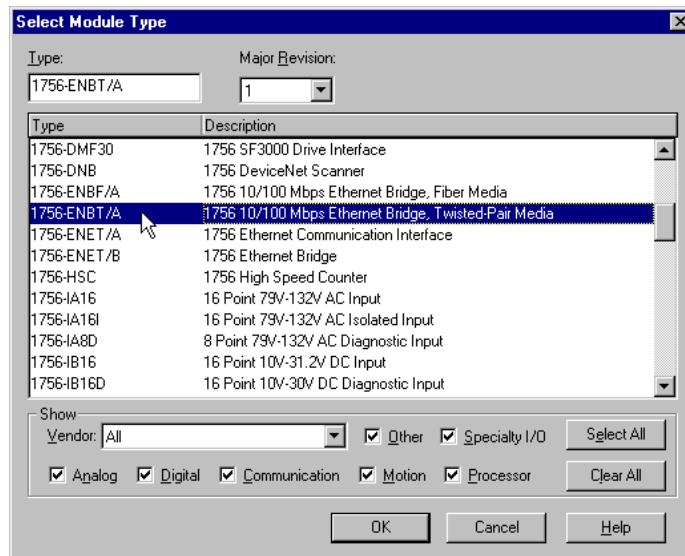 Select Module Type
Type: Major Revision:
1756-ENBT/A 1
Type Description
1756-DMF30 1756 SF3000 Drive Interface
1756-DNB 1756 DeviceNet Scanner
1756-ENBF/A 1756 10/100 Mbps Ethernet Bridge, Fiber Media
1756-ENBT/A 1756 10/100 Mbps Ethernet Bridge, Twisted-Pair Media
1756-ENET/A 1756 Ethernet Communication Interface
1756-ENET/B 1756 Ethernet Bridge
1756-HSC 1756 High Speed Counter
1756-IA16 16 Point 79V-132V AC Input
1756-IA16I 16 Point 79V-132V AC Isolated Input
1756-IA8D 8 Point 79V-132V AC Diagnostic Input
1756-IB16 16 Point 10V-31.2V DC Input
1756-IB16D 16 Point 10V-30V DC Diagnostic Input
Show
Vendor: All Other Specialty I/O Select All
Analog Digital Communication Motion Processor Clear All
OK Cancel Help